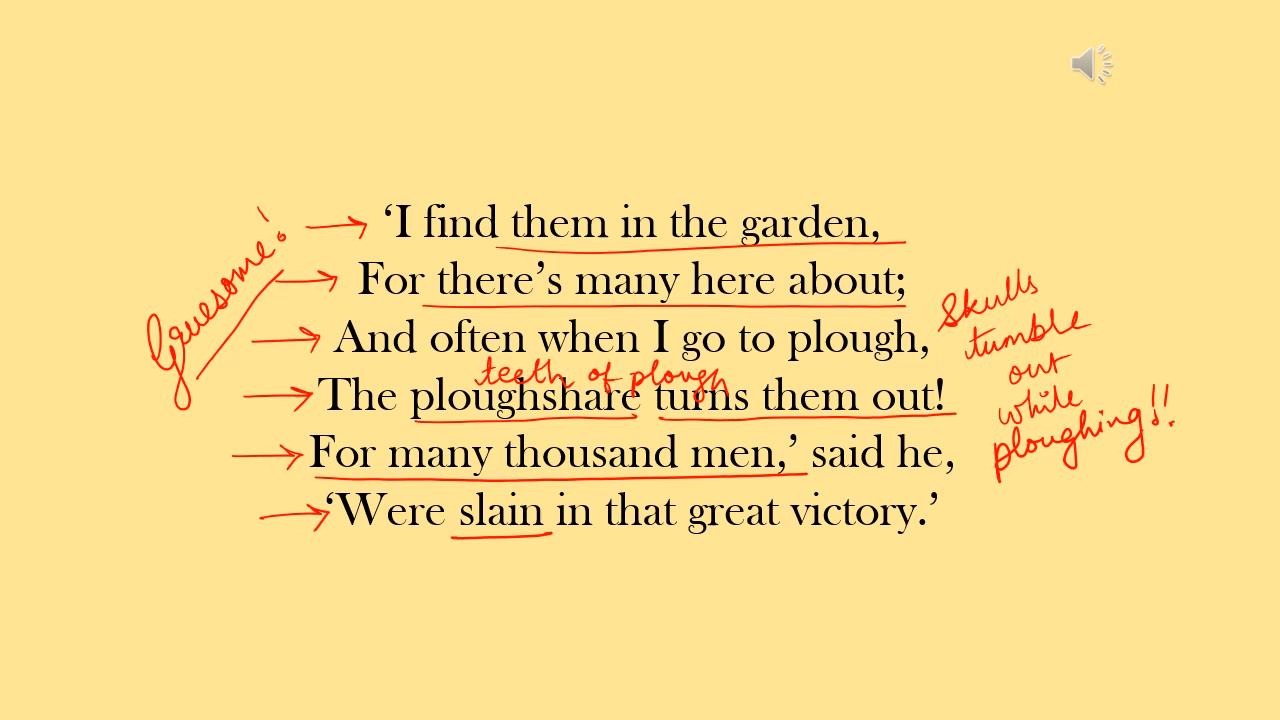 ‘I find them in the garden,
For there’s many here about;
And often when I go to plough,
teeth of plough
The ploughshare turns them out!
For many thousand men,’ said he,
‘Were slain in that great victory.’
Gruesome!
Skulls
tumble
out
while
ploughing!!